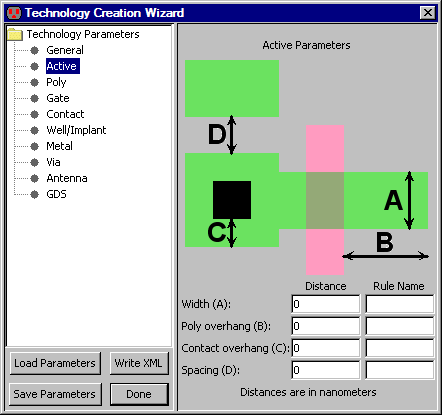 Technology Creation Wizard
Technology Parameters
General
Active
Poly
Gate
Contact
Well/Implant
Metal
Via
Antenna
GDS
Load Parameters
Write XML
Save Parameters
Done
Active Parameters
D
A
C
B
Distance Rule Name
Width (A): 0
Poly overhang (B): 0
Contact overhang (C): 0
Spacing (D): 0
Distances are in nanometers